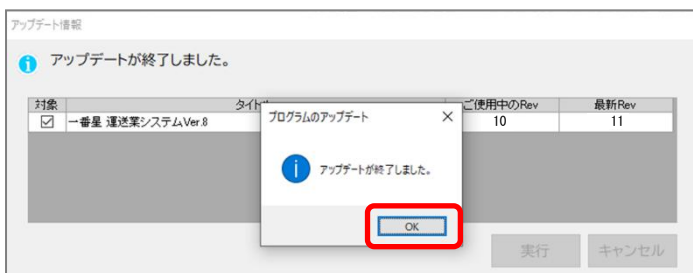 アップデート情報
アップデートが終了しました。
対象 タイトル ご使用中のRev 最新Rev
一番星 運送業システムVer.8 10 11
プログラムのアップデート
アップデートが終了しました。
OK
実行 キャンセル